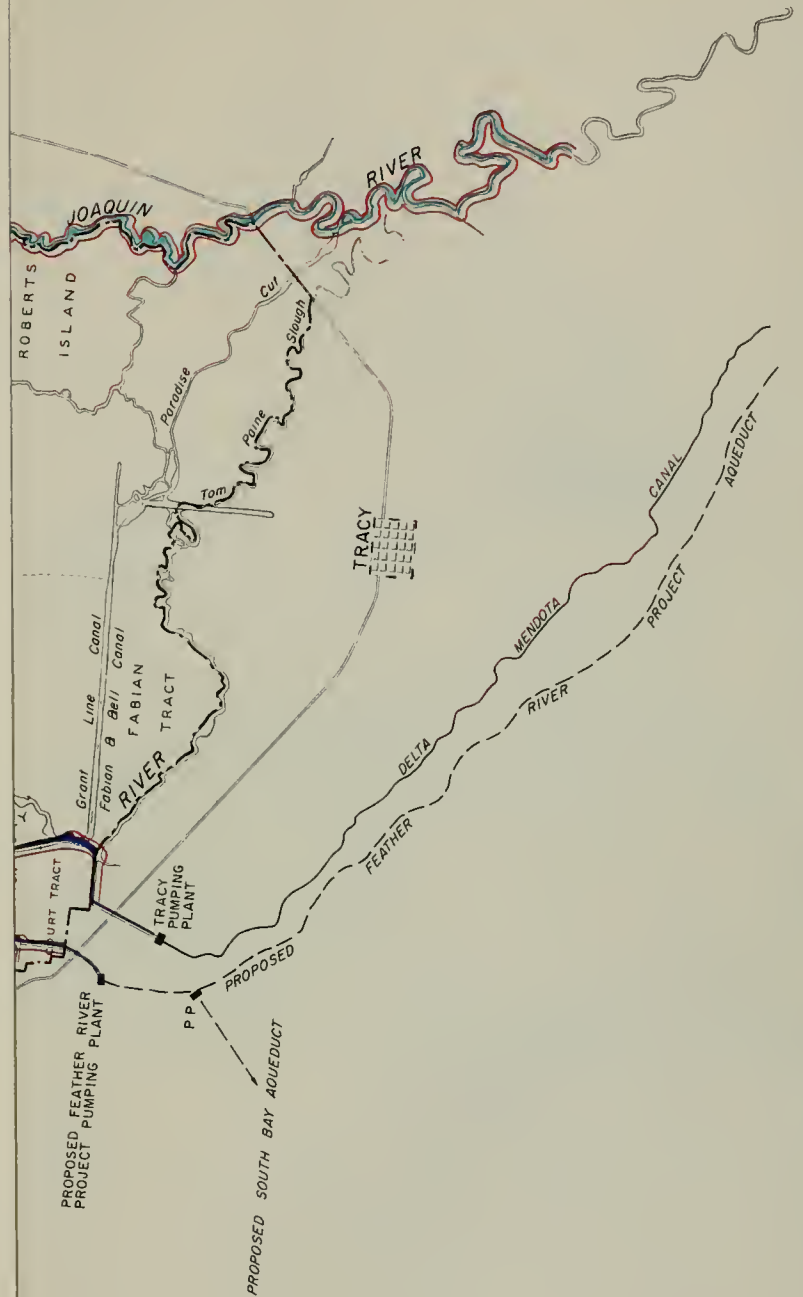 JOAQUIN
RIVER
ROBERTS
ISLAND
Cut
Paradise
Slough
Paine
Tom
Grant Line Canal
Fabian & Bell Canal
FABIAN
TRACT
RIVER
COURT TRACT
TRACY
TRACY
PUMPING
PLANT
PROPOSED FEATHER RIVER
PROJECT PUMPING PLANT
P P
PROPOSED SOUTH BAY AQUEDUCT
DELTA
MENDOTA
CANAL
PROPOSED
FEATHER
RIVER
PROJECT
AQUEDUCT